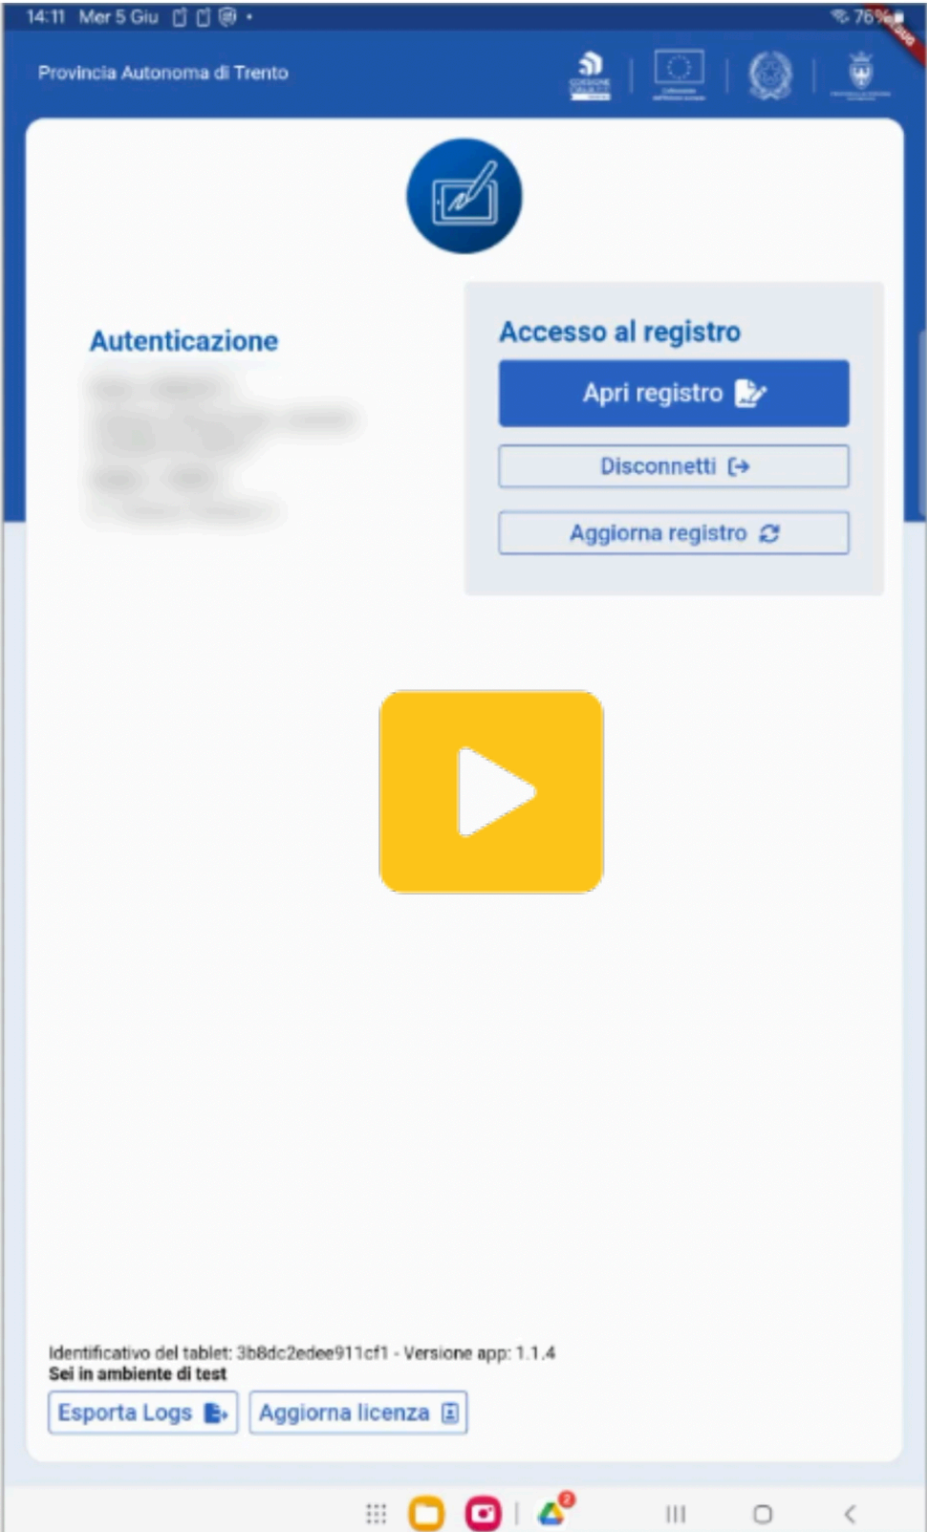 14:11 Mer 5 Giu
76%
Provincia Autonoma di Trento
Autenticazione
Accesso al registro
Apri registro
Disconnetti
Aggiorna registro
Identificativo del tablet: 3b8dc2edee911cf1 - Versione app: 1.1.4
Sei in ambiente di test
Esporta Logs
Aggiorna licenza
2